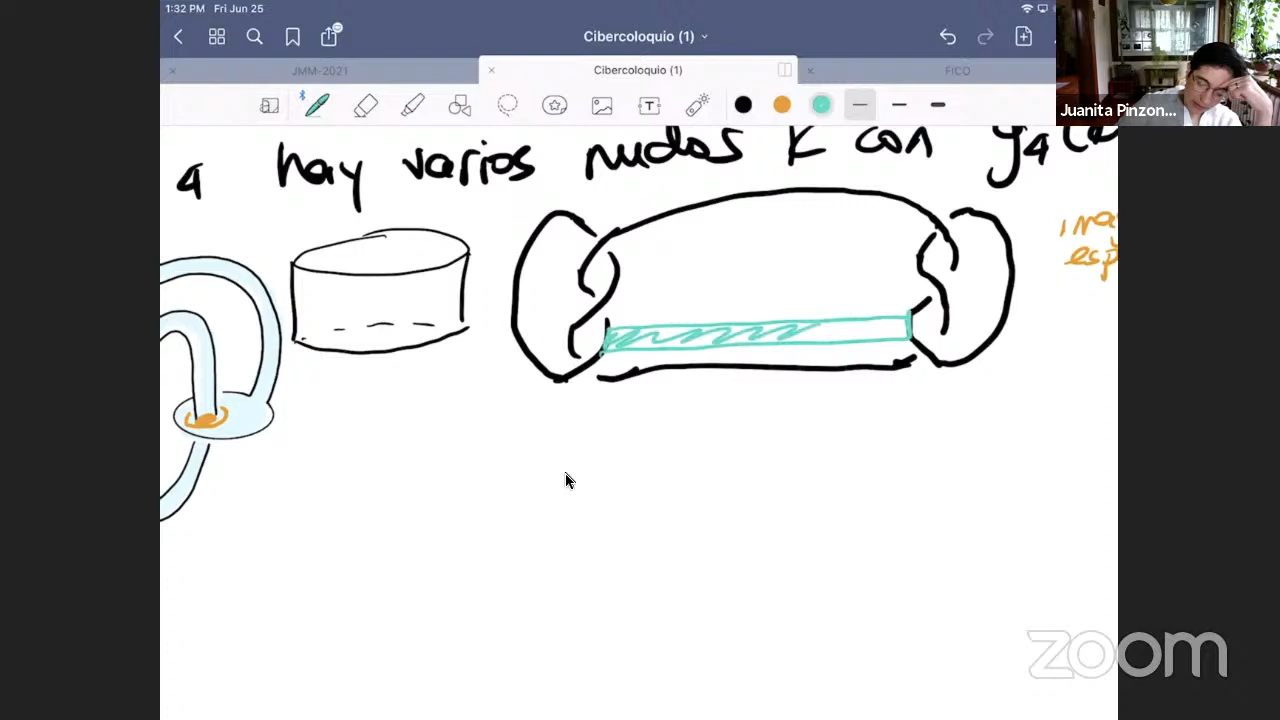 1:32 PM Fri Jun 25
Cibercoloquio (1)
JMM-2021
Cibercoloquio (1)
FICO
T
Juanita Pinzon...
4 hay varios nudos K con
zoom